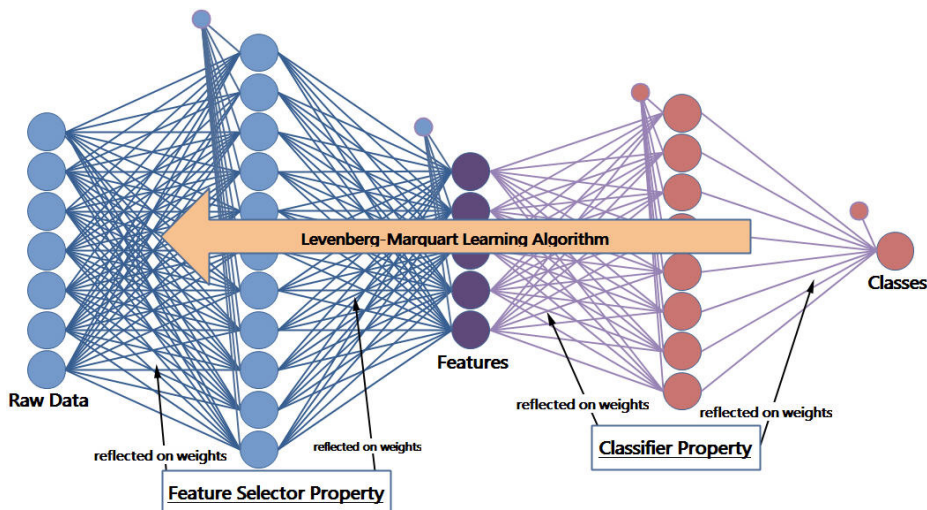 Levenberg-Marquart Learning Algorithm
Classes
Features
Raw Data
reflected on weights
reflected on weights
reflected on weights
reflected on weights
Classifier Property
Feature Selector Property